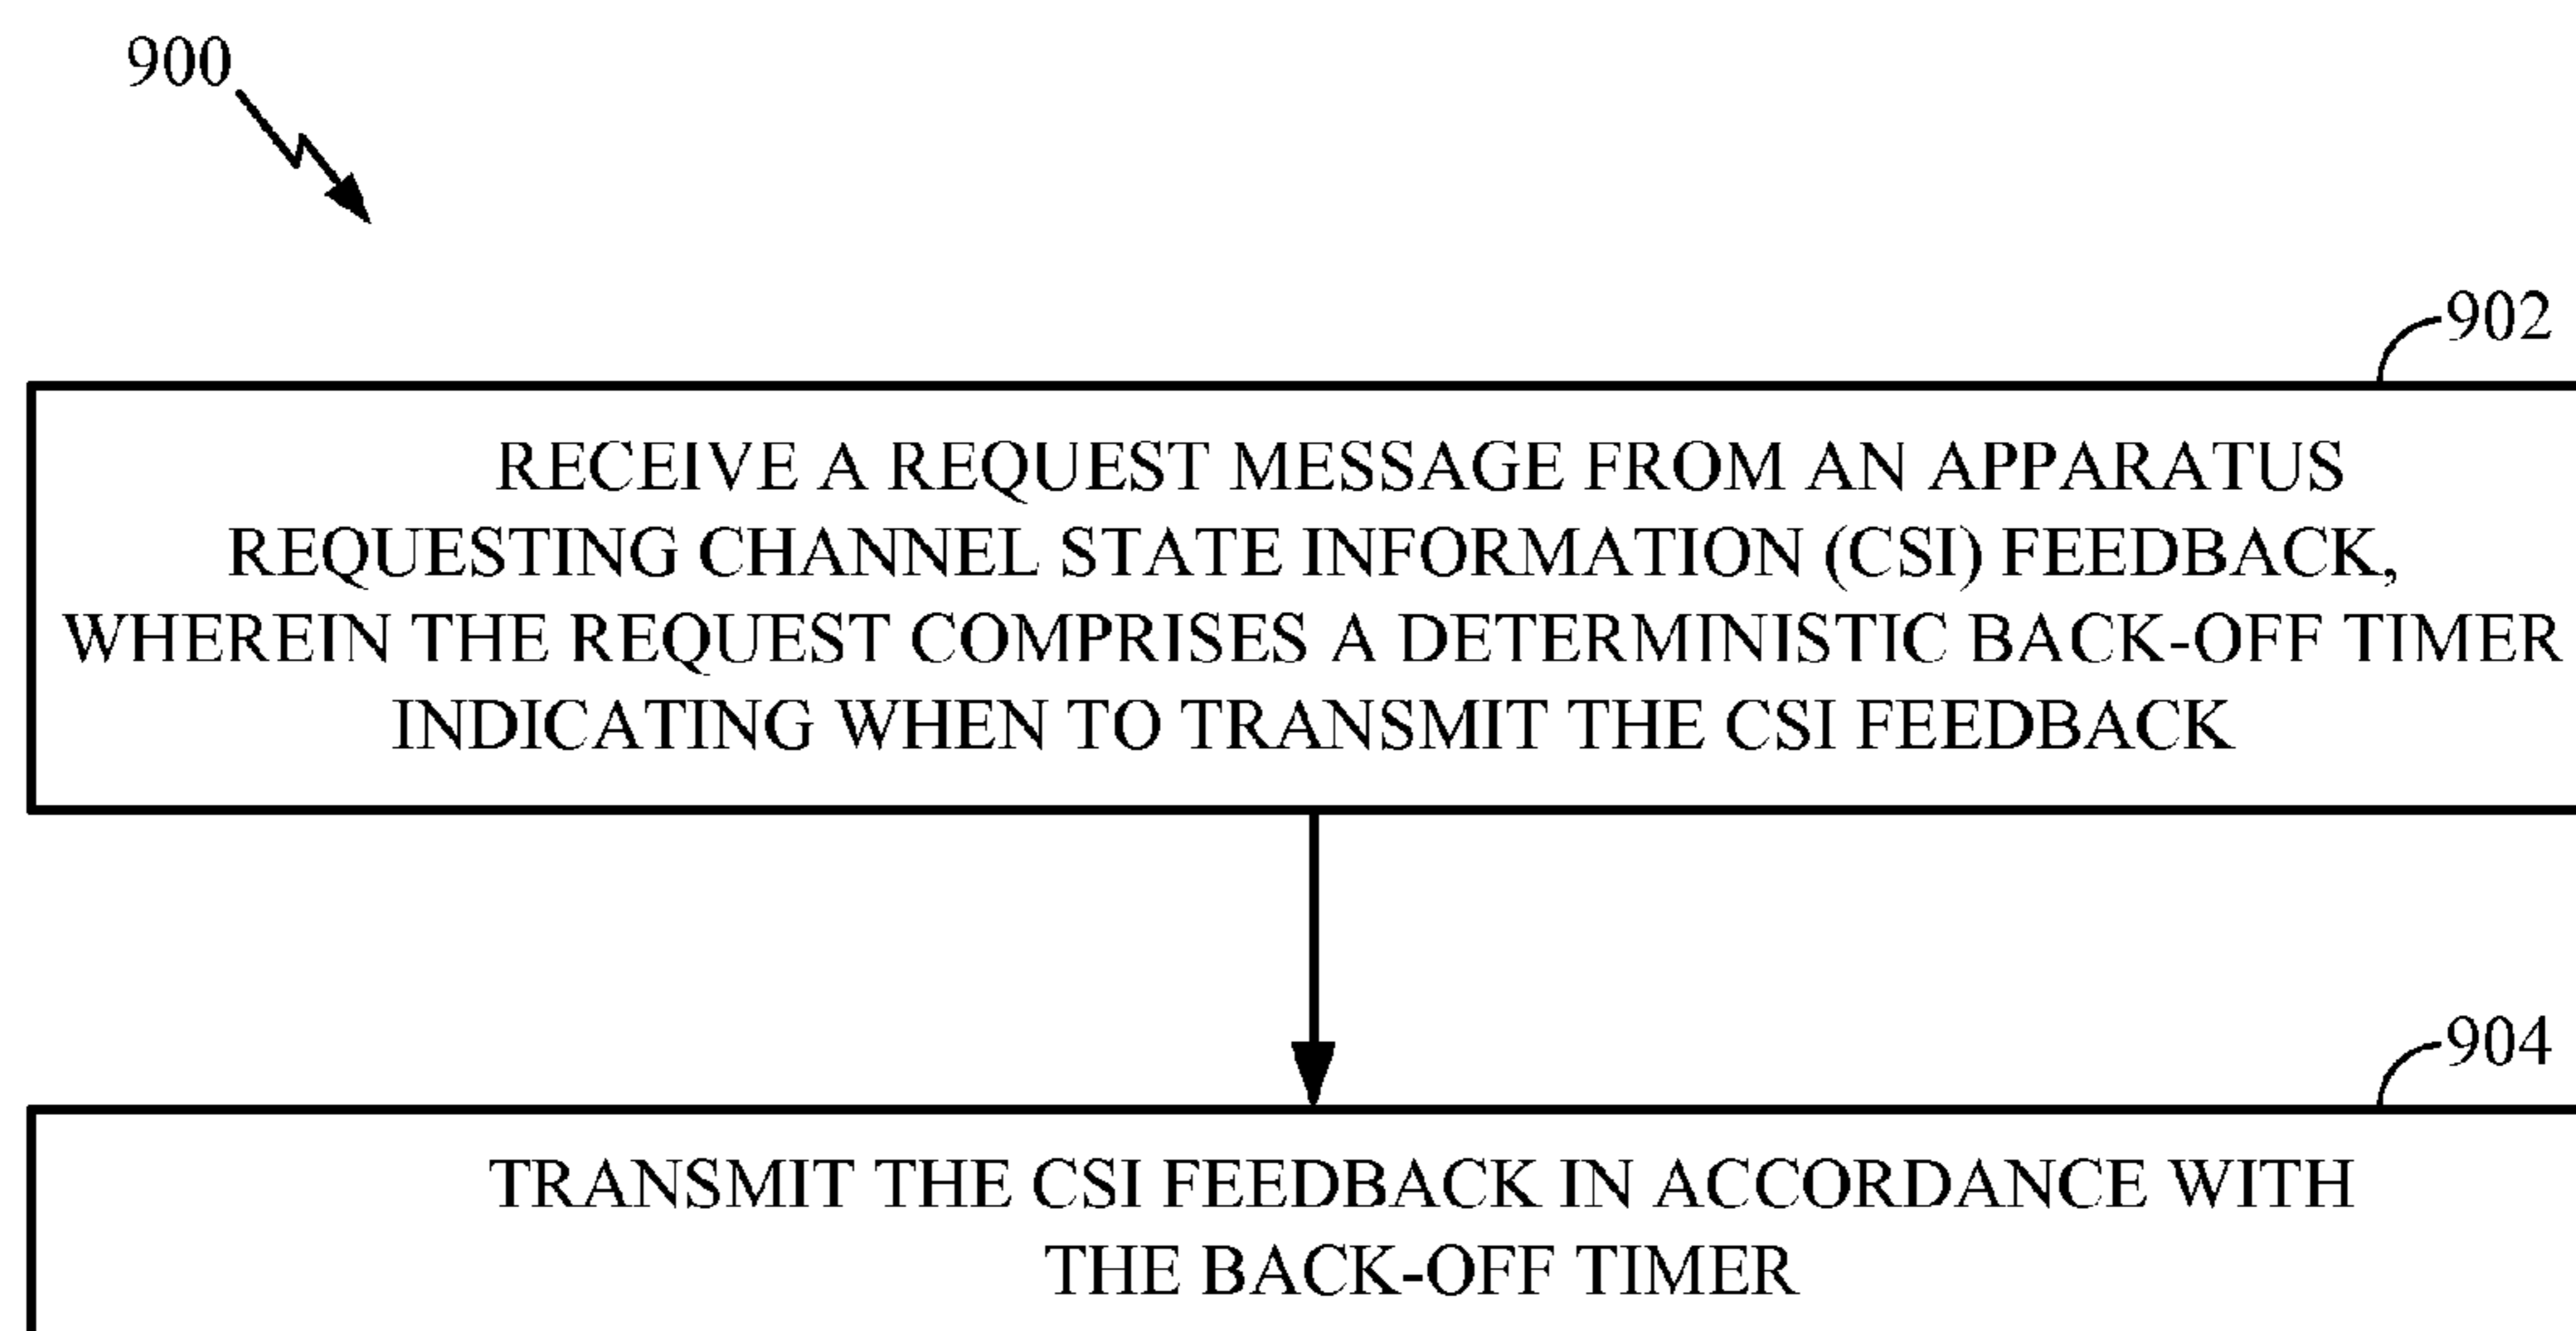 900
902
RECEIVE A REQUEST MESSAGE FROM AN APPARATUS
REQUESTING CHANNEL STATE INFORMATION (CSI) FEEDBACK,
WHEREIN THE REQUEST COMPRISES A DETERMINISTIC BACK-OFF TIMER
INDICATING WHEN TO TRANSMIT THE CSI FEEDBACK
904
TRANSMIT THE CSI FEEDBACK IN ACCORDANCE WITH
THE BACK-OFF TIMER